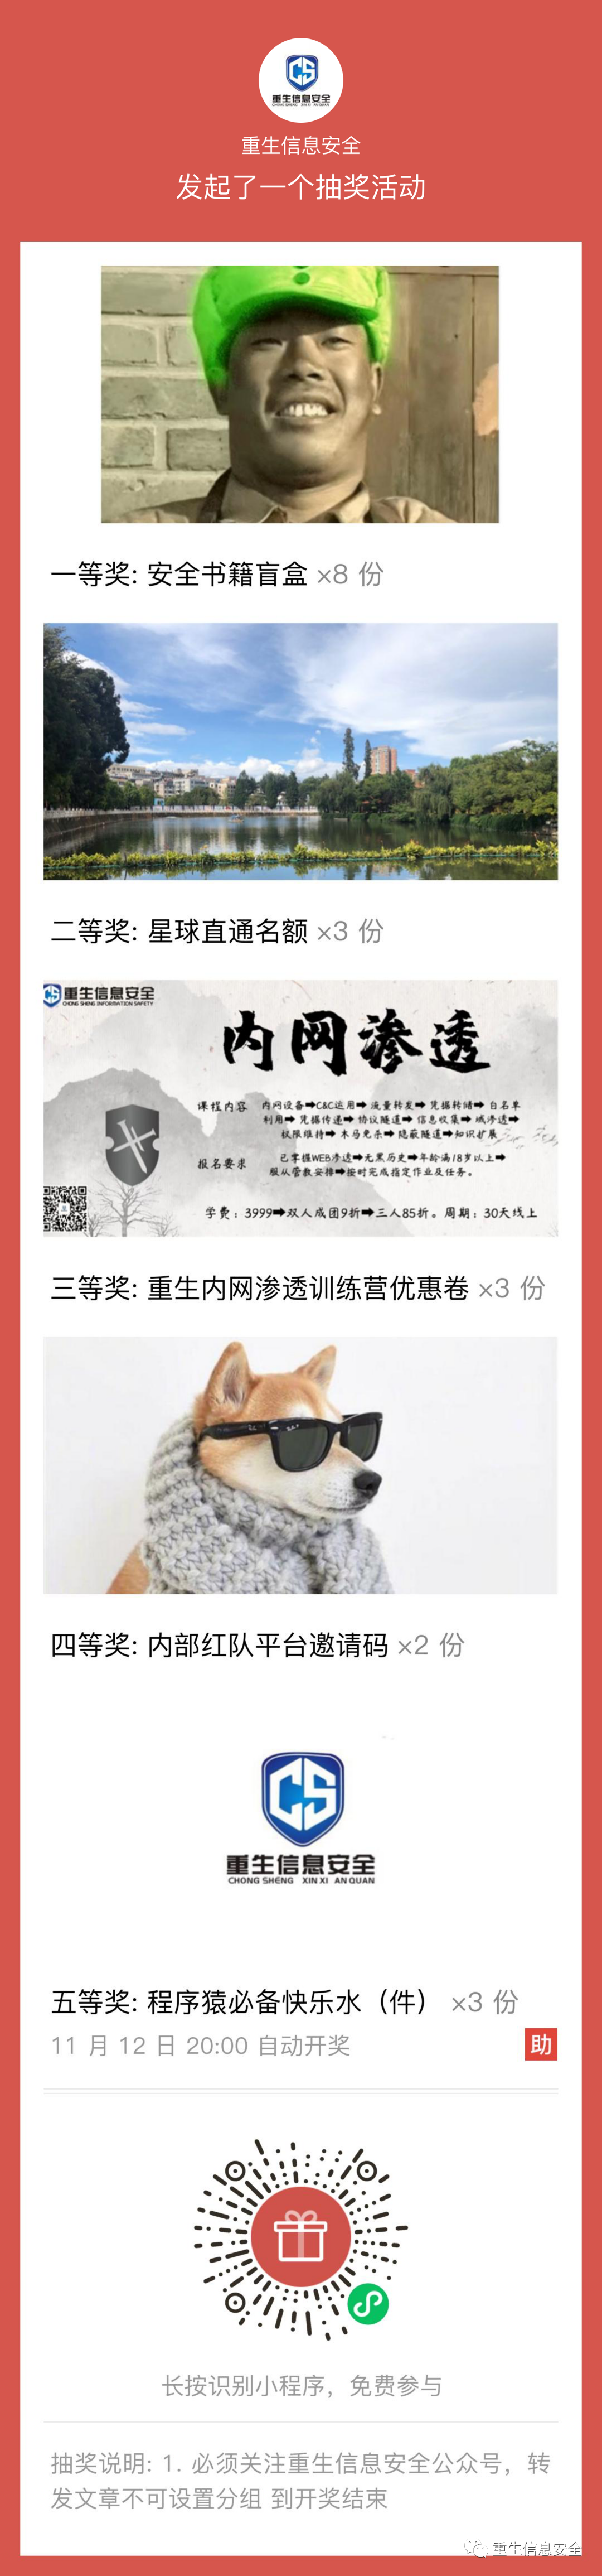 重生信息安全
CHONG SHENG XIN XI AN QUAN
重生信息安全
发起了一个抽奖活动
一等奖: 安全书籍盲盒 ×8 份
二等奖: 星球直通名额 ×3 份
重生信息安全
CHONG SHENG INFORMATION SAFETY
内网渗透
课程内容 内网设备➡C&C运用➡流量转发➡凭据转储➡白名单
利用➡凭据传递➡协议隧道➡信息收集➡域渗透➡
权限维持➡木马免杀➡隐蔽隧道➡知识扩展
报名要求 已掌握WEB渗透➡无黑历史➡年龄满18岁以上➡
服从管教安排➡按时完成指定作业及任务。
学费：3999➡双人成团9折➡三人85折。周期：30天线上
三等奖: 重生内网渗透训练营优惠卷 ×3 份
四等奖: 内部红队平台邀请码 ×2 份
重生信息安全
CHONG SHENG XIN XI AN QUAN
五等奖: 程序猿必备快乐水（件） ×3 份
11 月 12 日 20:00 自动开奖
助
长按识别小程序，免费参与
抽奖说明: 1. 必须关注重生信息安全公众号，转
发文章不可设置分组 到开奖结束
重生信息安全